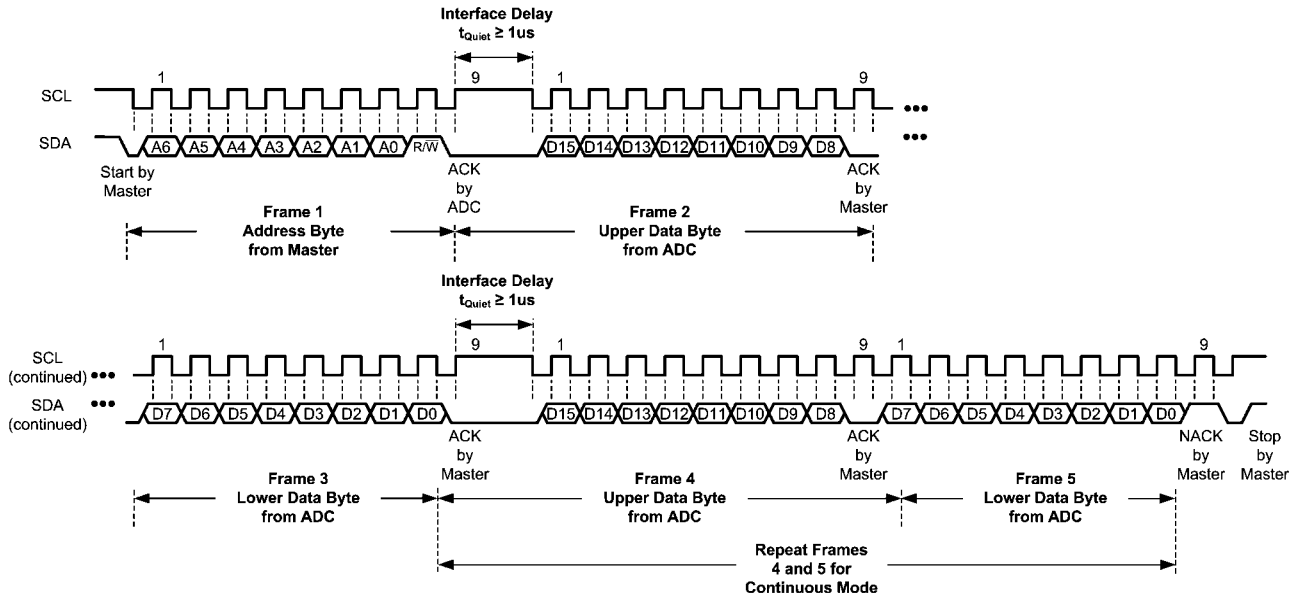 Interface Delay
tQuiet ≥ 1us
1 9 1 9
SCL
•••
SDA
A6 A5 A4 A3 A2 A1 A0 R/W D15 D14 D13 D12 D11 D10 D9 D8
•••
Start by
Master
ACK
by
ADC
ACK
by
Master
Frame 1
Address Byte
from Master
Frame 2
Upper Data Byte
from ADC
Interface Delay
tQuiet ≥ 1us
1 9 1 9 1 9
SCL
(continued) •••
SDA
(continued) •••
D7 D6 D5 D4 D3 D2 D1 D0 D15 D14 D13 D12 D11 D10 D9 D8 D7 D6 D5 D4 D3 D2 D1 D0
ACK
by
Master
ACK
by
Master
NACK
by
Master
Stop
by
Master
Frame 3
Lower Data Byte
from ADC
Frame 4
Upper Data Byte
from ADC
Frame 5
Lower Data Byte
from ADC
Repeat Frames
4 and 5 for
Continuous Mode